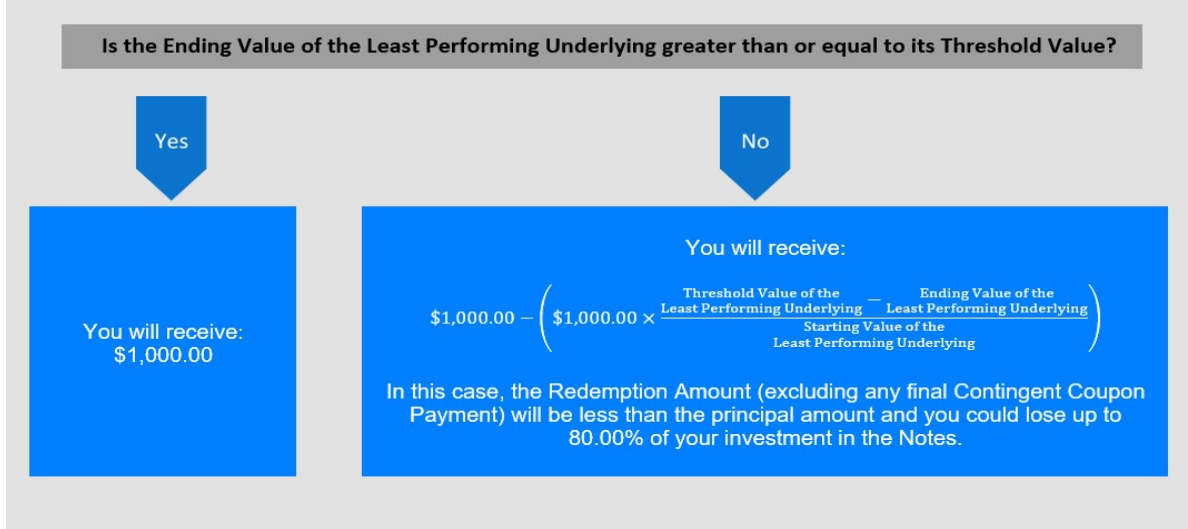 Is the Ending Value of the Least Performing Underlying greater than or equal to its Threshold Value?
Yes
No
You will receive:
$1,000.00
You will receive:
$1,000.00 − ($1,000.00 × (Threshold Value of the Least Performing Underlying − Ending Value of the Least Performing Underlying) / Starting Value of the Least Performing Underlying)
In this case, the Redemption Amount (excluding any final Contingent Coupon
Payment) will be less than the principal amount and you could lose up to
80.00% of your investment in the Notes.